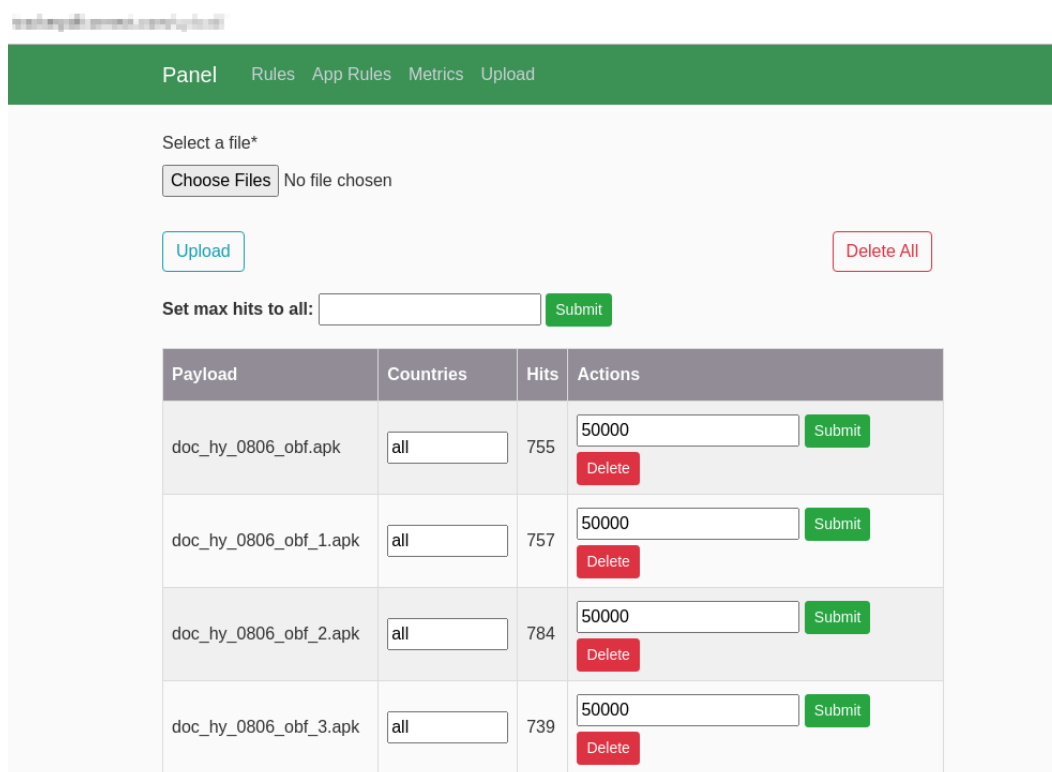 Panel Rules App Rules Metrics Upload
Select a file*
Choose Files No file chosen
Upload Delete All
Set max hits to all: Submit
Payload Countries Hits Actions
doc_hy_0806_obf.apk all 755 50000 Submit
Delete
doc_hy_0806_obf_1.apk all 757 50000 Submit
Delete
doc_hy_0806_obf_2.apk all 784 50000 Submit
Delete
doc_hy_0806_obf_3.apk all 739 50000 Submit
Delete